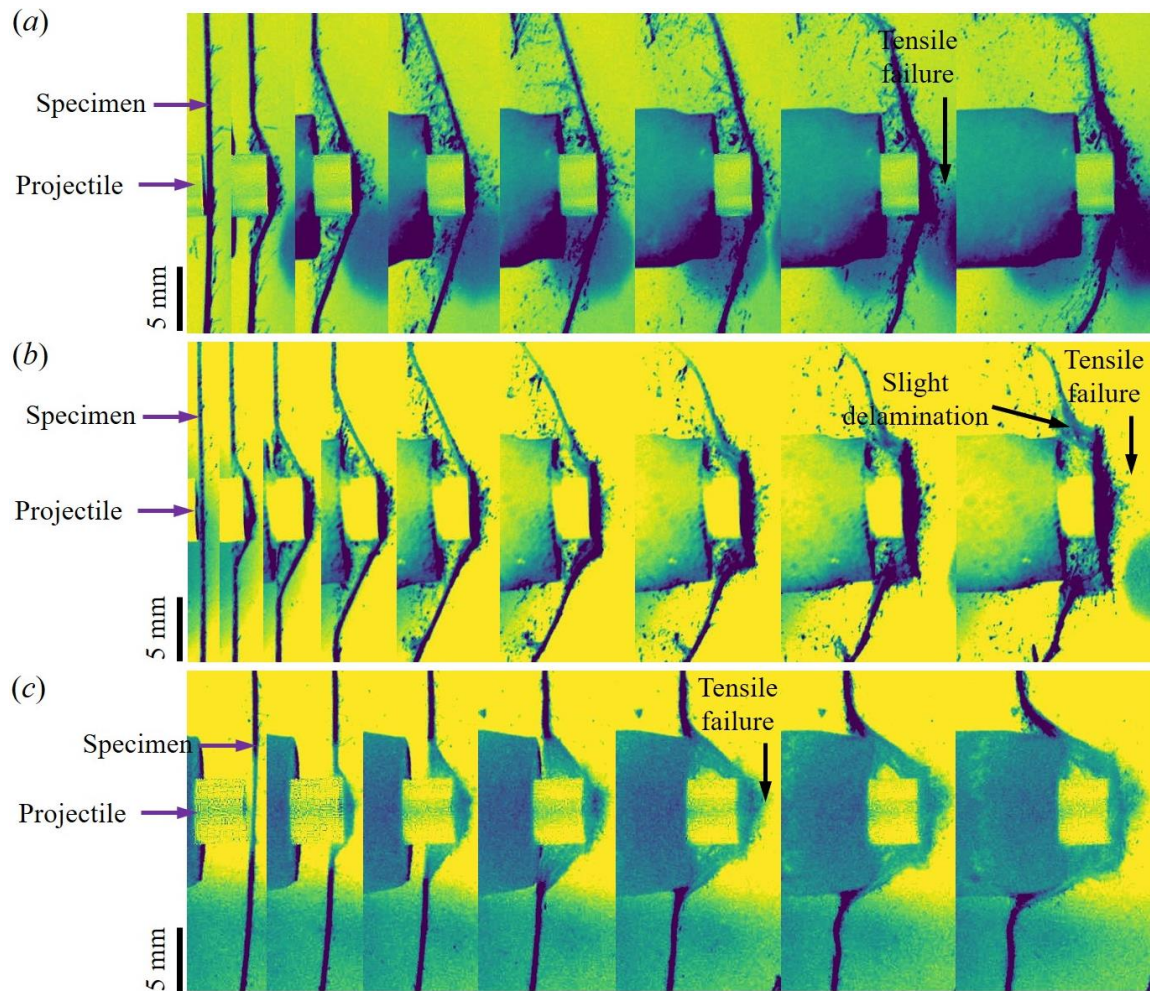 (a)
Tensile
failure
Specimen
Projectile
5 mm
(b)
Tensile
failure
Slight
delamination
Specimen
Projectile
5 mm
(c)
Tensile
failure
Specimen
Projectile
5 mm